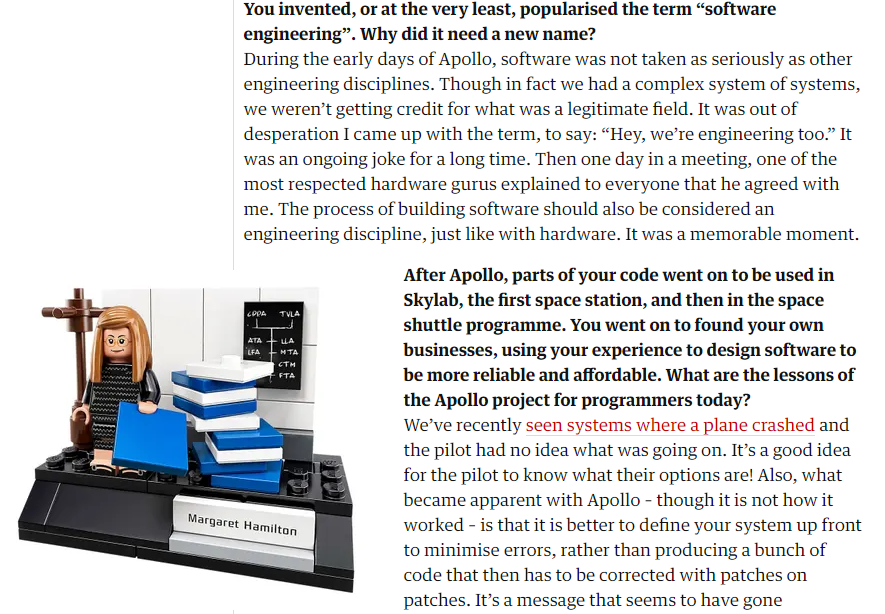 You invented, or at the very least, popularised the term “software
engineering”. Why did it need a new name?
During the early days of Apollo, software was not taken as seriously as other
engineering disciplines. Though in fact we had a complex system of systems,
we weren’t getting credit for what was a legitimate field. It was out of
desperation I came up with the term, to say: “Hey, we’re engineering too.” It
was an ongoing joke for a long time. Then one day in a meeting, one of the
most respected hardware gurus explained to everyone that he agreed with
me. The process of building software should also be considered an
engineering discipline, just like with hardware. It was a memorable moment.
After Apollo, parts of your code went on to be used in
Skylab, the first space station, and then in the space
shuttle programme. You went on to found your own
businesses, using your experience to design software to
be more reliable and affordable. What are the lessons of
the Apollo project for programmers today?
We’ve recently seen systems where a plane crashed and
the pilot had no idea what was going on. It’s a good idea
for the pilot to know what their options are! Also, what
became apparent with Apollo – though it is not how it
worked – is that it is better to define your system up front
to minimise errors, rather than producing a bunch of
code that then has to be corrected with patches on
patches. It’s a message that seems to have gone
TVLA
ATA LLA
LFA MTA
CTM
FTA
Margaret Hamilton